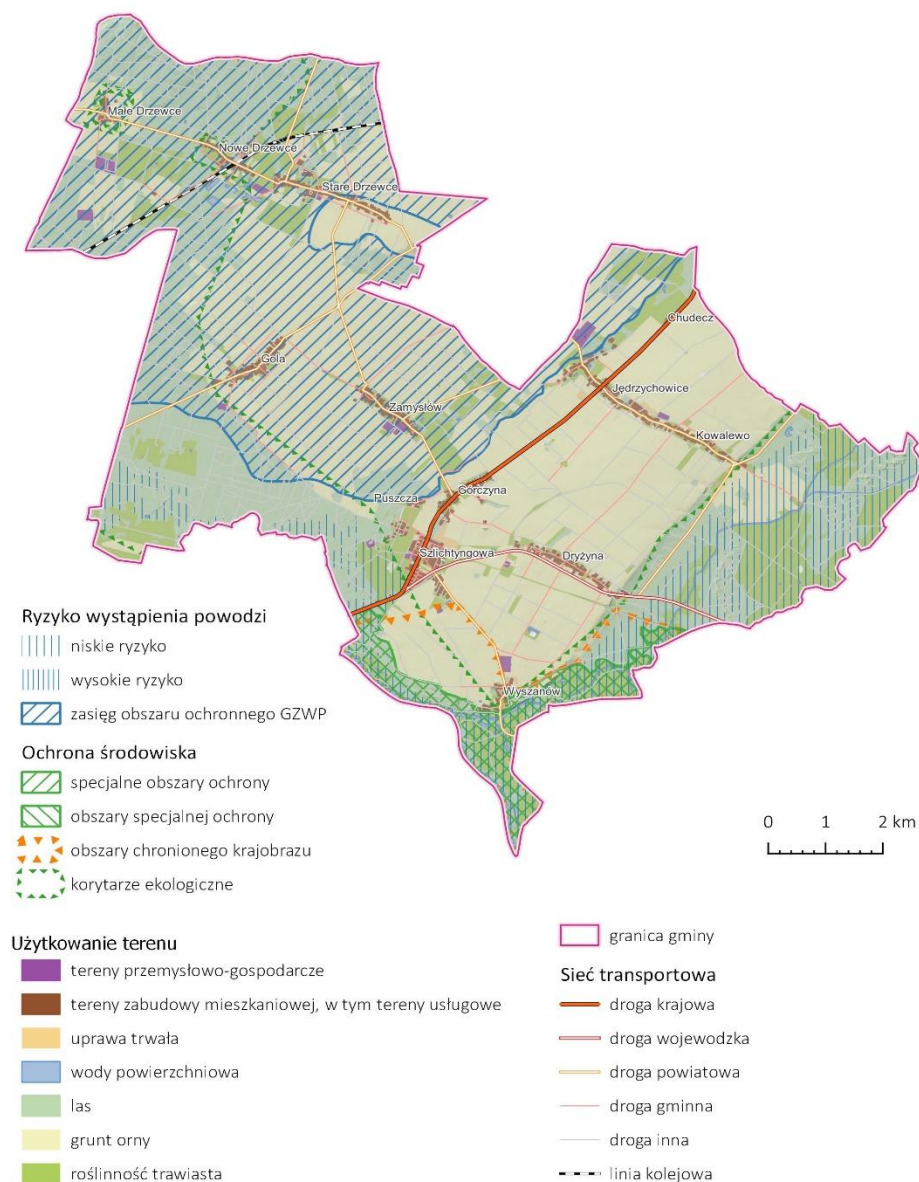 Małe Drzewce
Nowe Drzewce
Stare Drzewce
Chudecz
Gola
Jędrzychowice
Zamysłów
Kowalewo
Puszcza
Górczyna
Szlichtyngowa
Dryżyna
Wyszanów
Ryzyko wystąpienia powodzi
niskie ryzyko
wysokie ryzyko
zasięg obszaru ochronnego GZWP
Ochrona środowiska
specjalne obszary ochrony
obszary specjalnej ochrony
obszary chronionego krajobrazu
korytarze ekologiczne
0 1 2 km
Użytkowanie terenu
tereny przemysłowo-gospodarcze
tereny zabudowy mieszkaniowej, w tym tereny usługowe
uprawa trwała
wody powierzchniowa
las
grunt orny
roślinność trawiasta
granica gminy
Sieć transportowa
droga krajowa
droga wojewodzka
droga powiatowa
droga gminna
droga inna
linia kolejowa